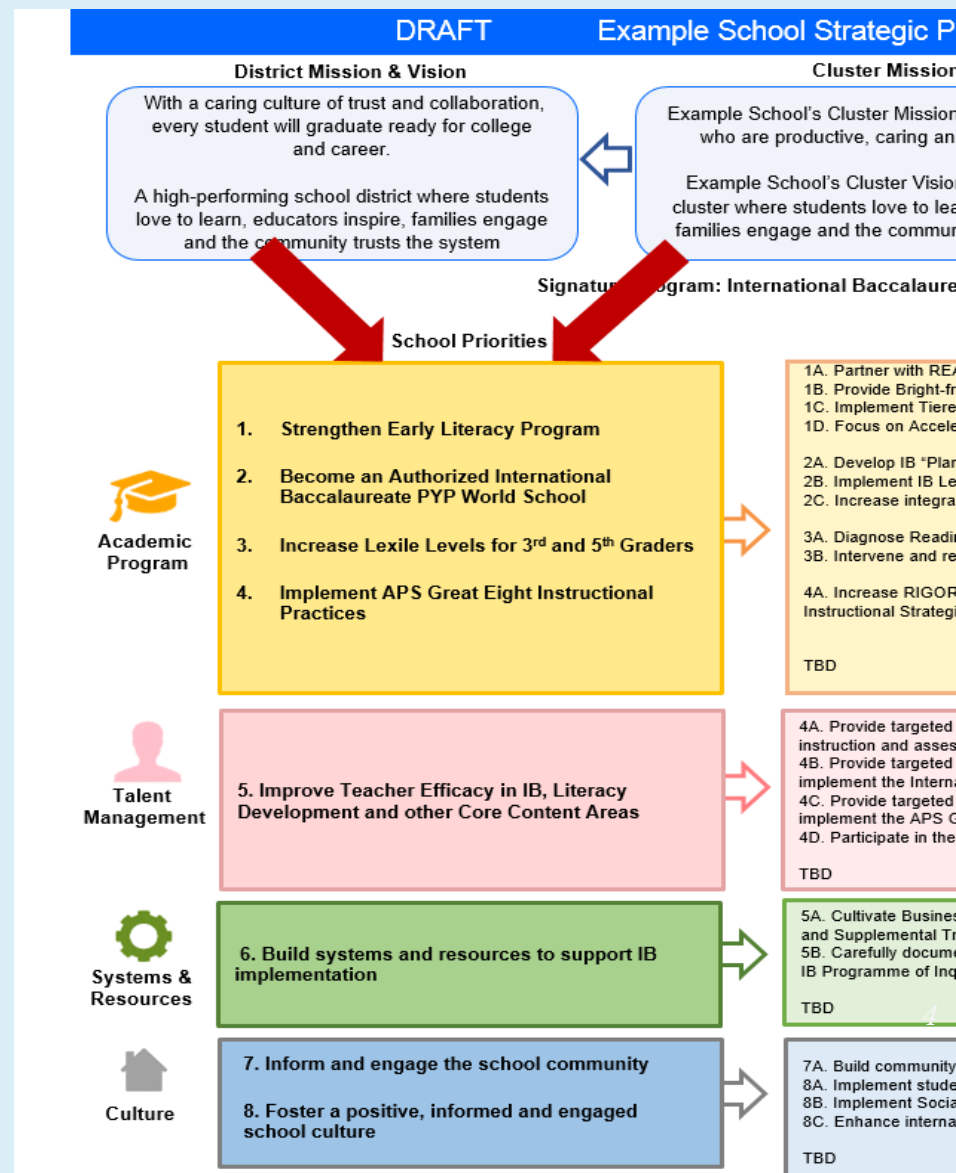 DRAFT Example School Strategic P
District Mission & Vision
With a caring culture of trust and collaboration,
every student will graduate ready for college
and career.
A high-performing school district where students
love to learn, educators inspire, families engage
and the community trusts the system
Cluster Mission
Example School's Cluster Mission
who are productive, caring an
Example School's Cluster Vision
cluster where students love to lea
families engage and the commun
Signature Program: International Baccalaure
School Priorities
Academic
Program
1. Strengthen Early Literacy Program
2. Become an Authorized International
Baccalaureate PYP World School
3. Increase Lexile Levels for 3rd and 5th Graders
4. Implement APS Great Eight Instructional
Practices
1A. Partner with REA
1B. Provide Bright-fr
1C. Implement Tiere
1D. Focus on Accele
2A. Develop IB “Plan
2B. Implement IB Le
2C. Increase integra
3A. Diagnose Readin
3B. Intervene and re
4A. Increase RIGOR
Instructional Strategi
TBD
Talent
Management
5. Improve Teacher Efficacy in IB, Literacy
Development and other Core Content Areas
4A. Provide targeted
instruction and asses
4B. Provide targeted
implement the Interna
4C. Provide targeted
implement the APS G
4D. Participate in the
TBD
Systems &
Resources
6. Build systems and resources to support IB
implementation
5A. Cultivate Busines
and Supplemental Tr
5B. Carefully docume
IB Programme of Inq
TBD
4
Culture
7. Inform and engage the school community
8. Foster a positive, informed and engaged
school culture
7A. Build community
8A. Implement stude
8B. Implement Socia
8C. Enhance interna
TBD